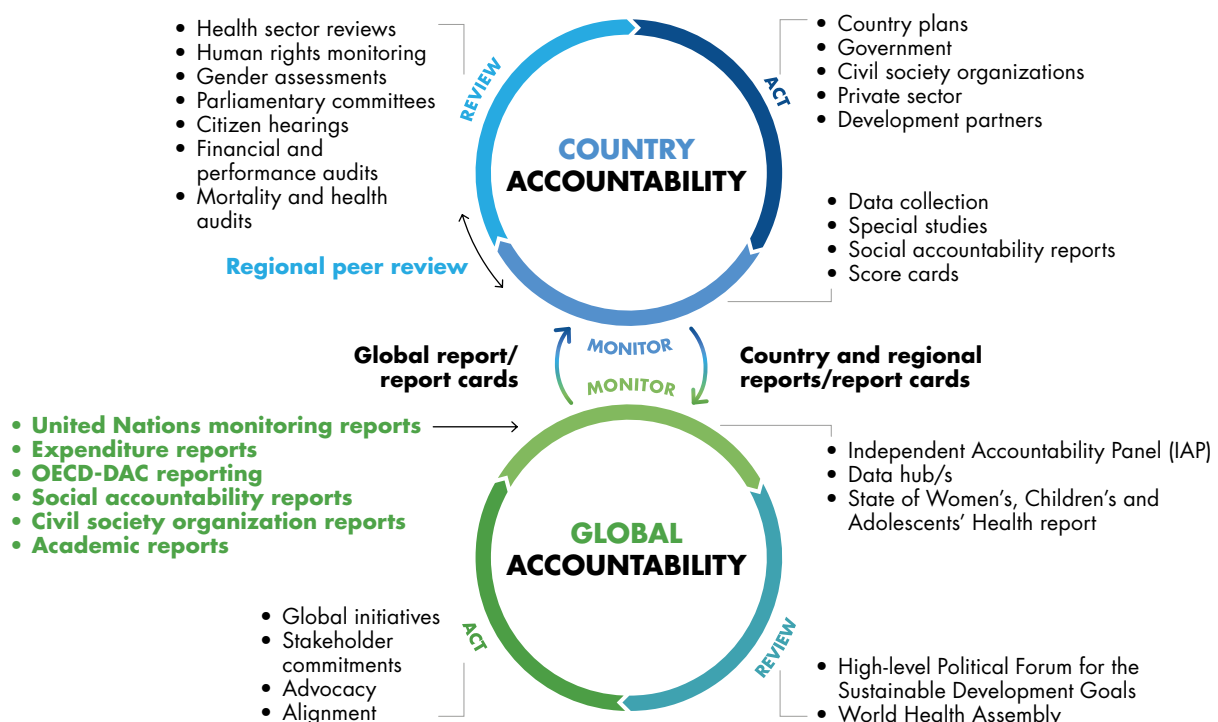 • Health sector reviews
• Human rights monitoring
• Gender assessments
• Parliamentary committees
• Citizen hearings
• Financial and
performance audits
• Mortality and health
audits
REVIEW
ACT
• Country plans
• Government
• Civil society organizations
• Private sector
• Development partners
COUNTRY
ACCOUNTABILITY
• Data collection
• Special studies
• Social accountability reports
• Score cards
Regional peer review
MONITOR
Global report/
report cards
Country and regional
reports/report cards
MONITOR
• United Nations monitoring reports
• Expenditure reports
• OECD-DAC reporting
• Social accountability reports
• Civil society organization reports
• Academic reports
• Independent Accountability Panel (IAP)
• Data hub/s
• State of Women’s, Children’s and
Adolescents’ Health report
GLOBAL
ACCOUNTABILITY
• Global initiatives
• Stakeholder
commitments
• Advocacy
• Alignment
ACT
REVIEW
• High-level Political Forum for the
Sustainable Development Goals
• World Health Assembly